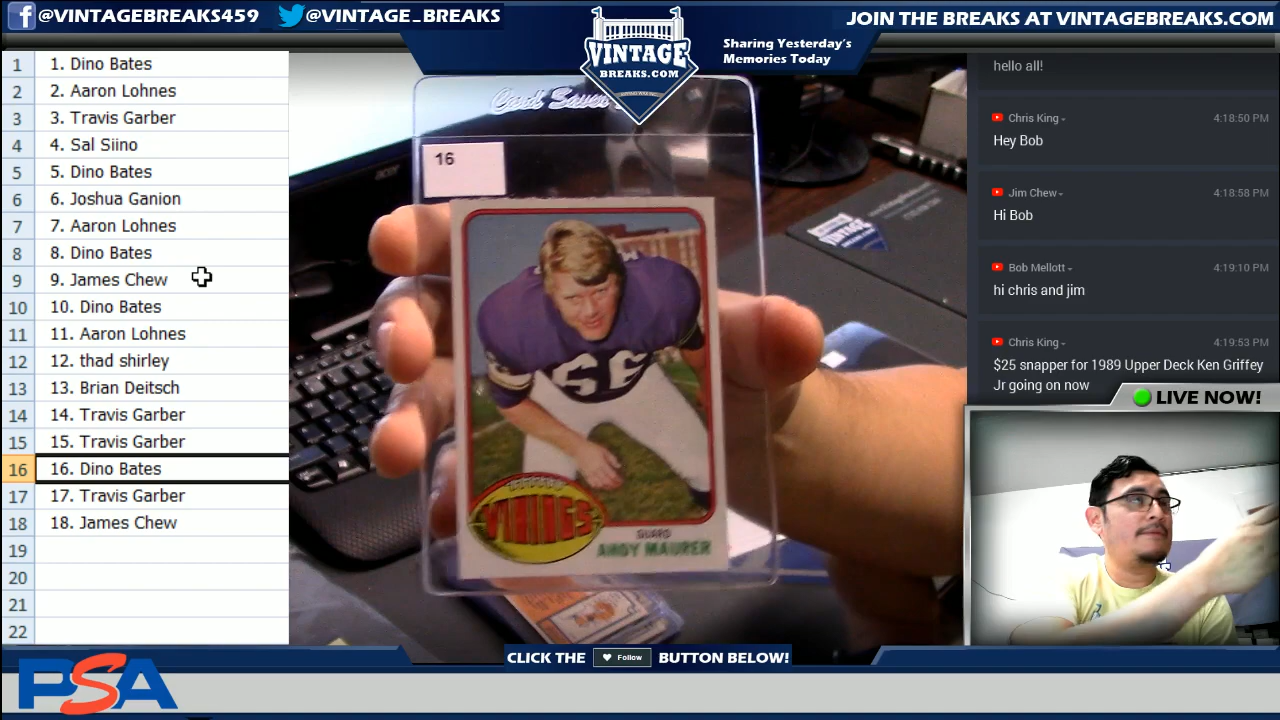 @VINTAGEBREAKS459
@VINTAGE_BREAKS
VINTAGE
BREAKS.COM
Sharing Yesterday's
Memories Today
JOIN THE BREAKS AT VINTAGEBREAKS.COM
1 1. Dino Bates
2 2. Aaron Lohnes
3 3. Travis Garber
4 4. Sal Siino
5 5. Dino Bates
6 6. Joshua Ganion
7 7. Aaron Lohnes
8 8. Dino Bates
9 9. James Chew
10 10. Dino Bates
11 11. Aaron Lohnes
12 12. thad shirley
13 13. Brian Deitsch
14 14. Travis Garber
15 15. Travis Garber
16 16. Dino Bates
17 17. Travis Garber
18 18. James Chew
19
20
21
22
Card Saver
16
acer
66
VIKINGS
GUARD
ANDY MAURER
hello all!
Chris King 4:18:50 PM
Hey Bob
Jim Chew 4:18:58 PM
Hi Bob
Bob Mellott 4:19:10 PM
hi chris and jim
Chris King 4:19:53 PM
$25 snapper for 1989 Upper Deck Ken Griffey
Jr going on now
LIVE NOW!
CLICK THE Follow BUTTON BELOW!
PSA